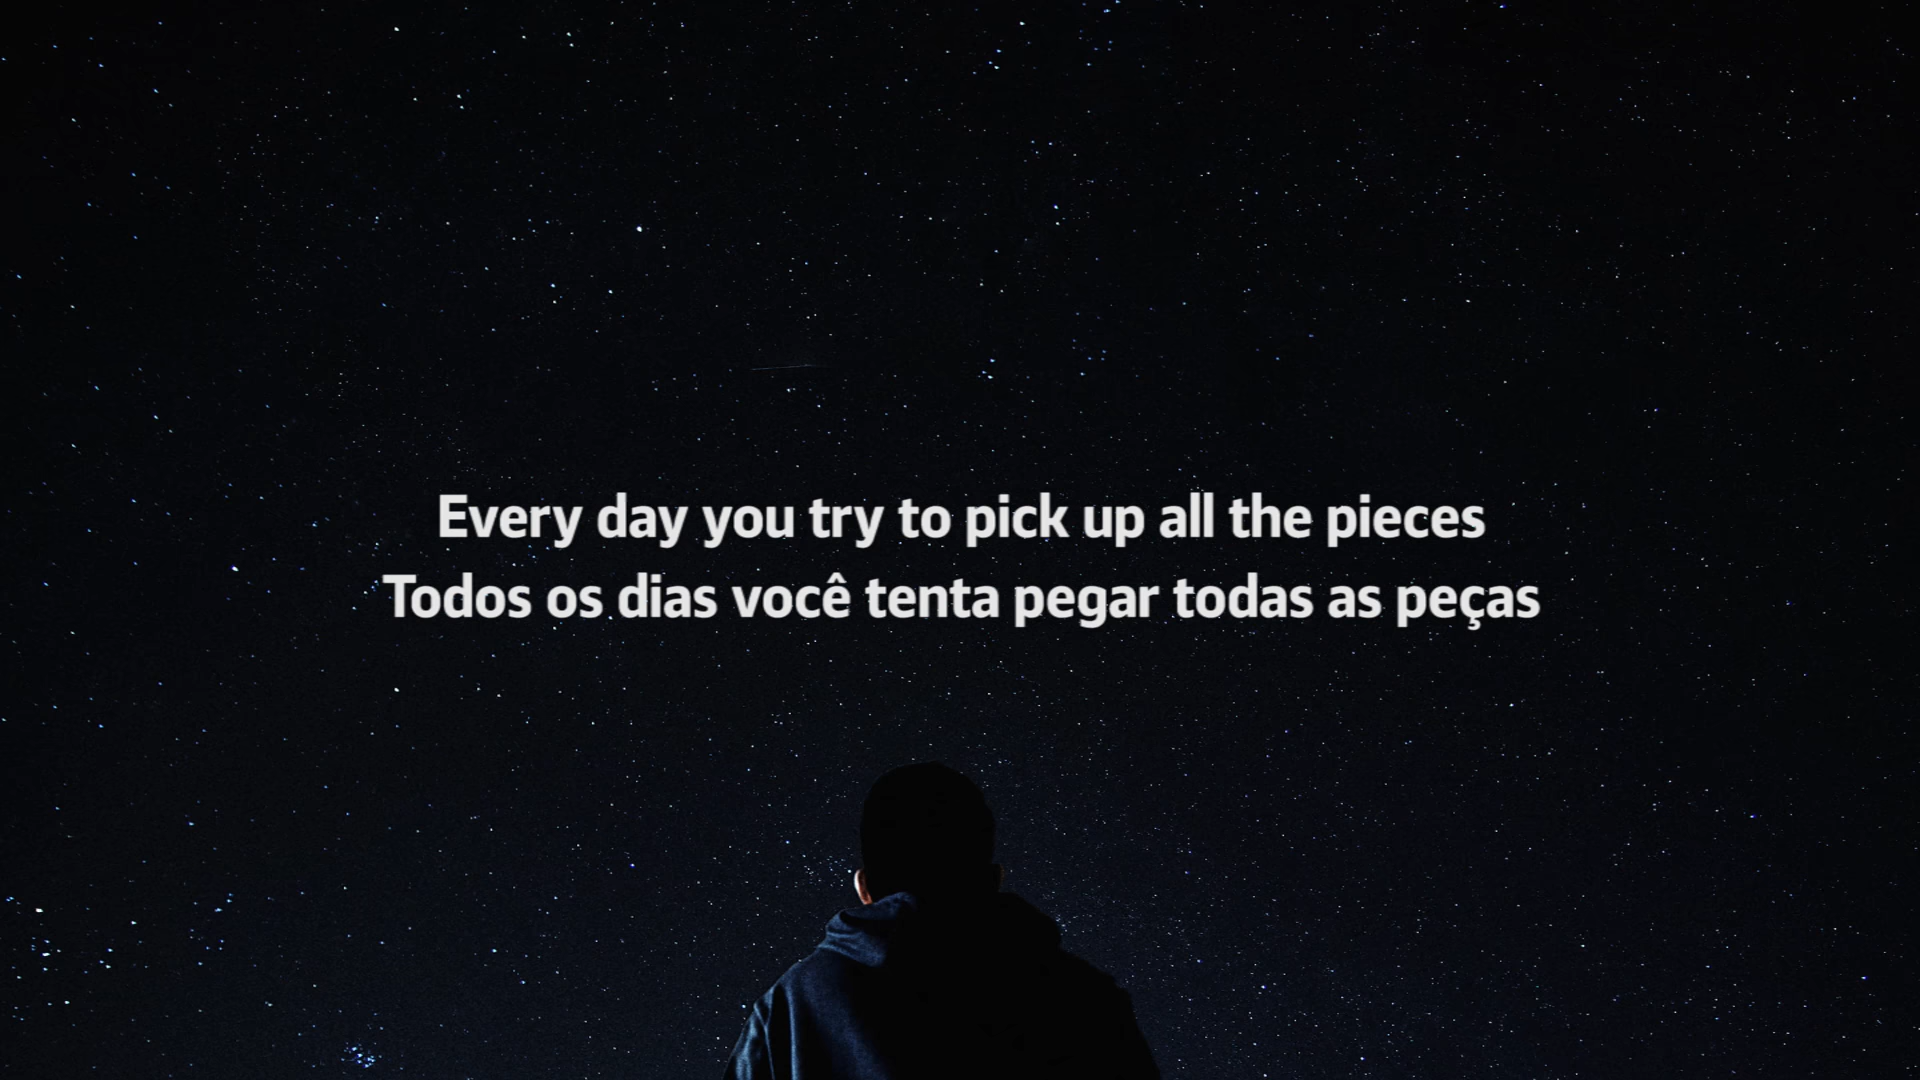 Every day you try to pick up all the pieces
Todos os dias você tenta pegar todas as peças